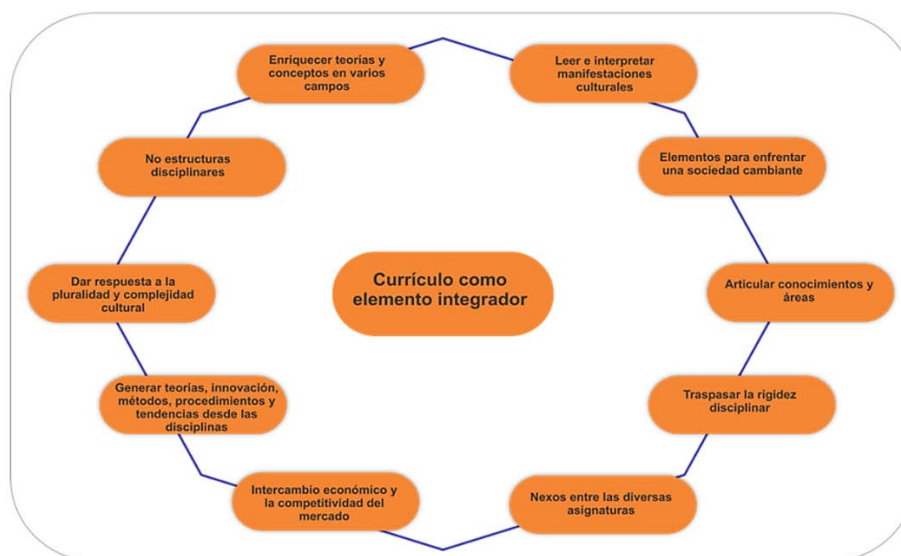 Enriquecer teorías y
conceptos en varios
campos
Leer e interpretar
manifestaciones
culturales
No estructuras
disciplinares
Elementos para enfrentar
una sociedad cambiante
Dar respuesta a la
pluralidad y complejidad
cultural
Currículo como
elemento integrador
Articular conocimientos y
áreas
Generar teorías, innovación,
métodos, procedimientos y
tendencias desde las
disciplinas
Traspasar la rigidez
disciplinar
Intercambio económico y
la competitividad del
mercado
Nexos entre las diversas
asignaturas